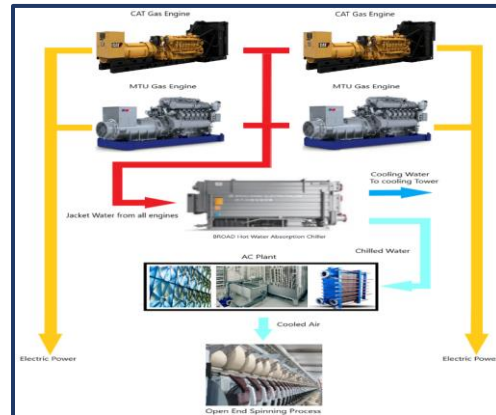 CAT Gas Engine
CAT Gas Engine
MTU Gas Engine
MTU Gas Engine
Cooling Water
To cooling Tower
Jacket Water from all engines
BROAD Hot Water Absorption Chiller
Chilled Water
AC Plant
Cooled Air
Electric Power
Electric Power
Open End Spinning Process